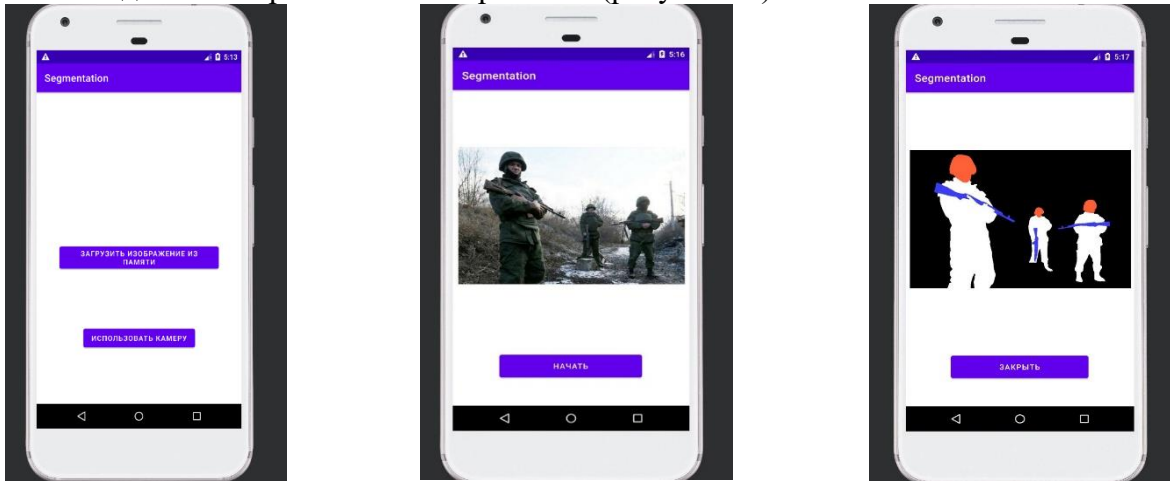 5:13
Segmentation
ЗАГРУЗИТЬ ИЗОБРАЖЕНИЕ ИЗ
ПАМЯТИ
ИСПОЛЬЗОВАТЬ КАМЕРУ
5:16
Segmentation
НАЧАТЬ
5:17
Segmentation
ЗАКРЫТЬ